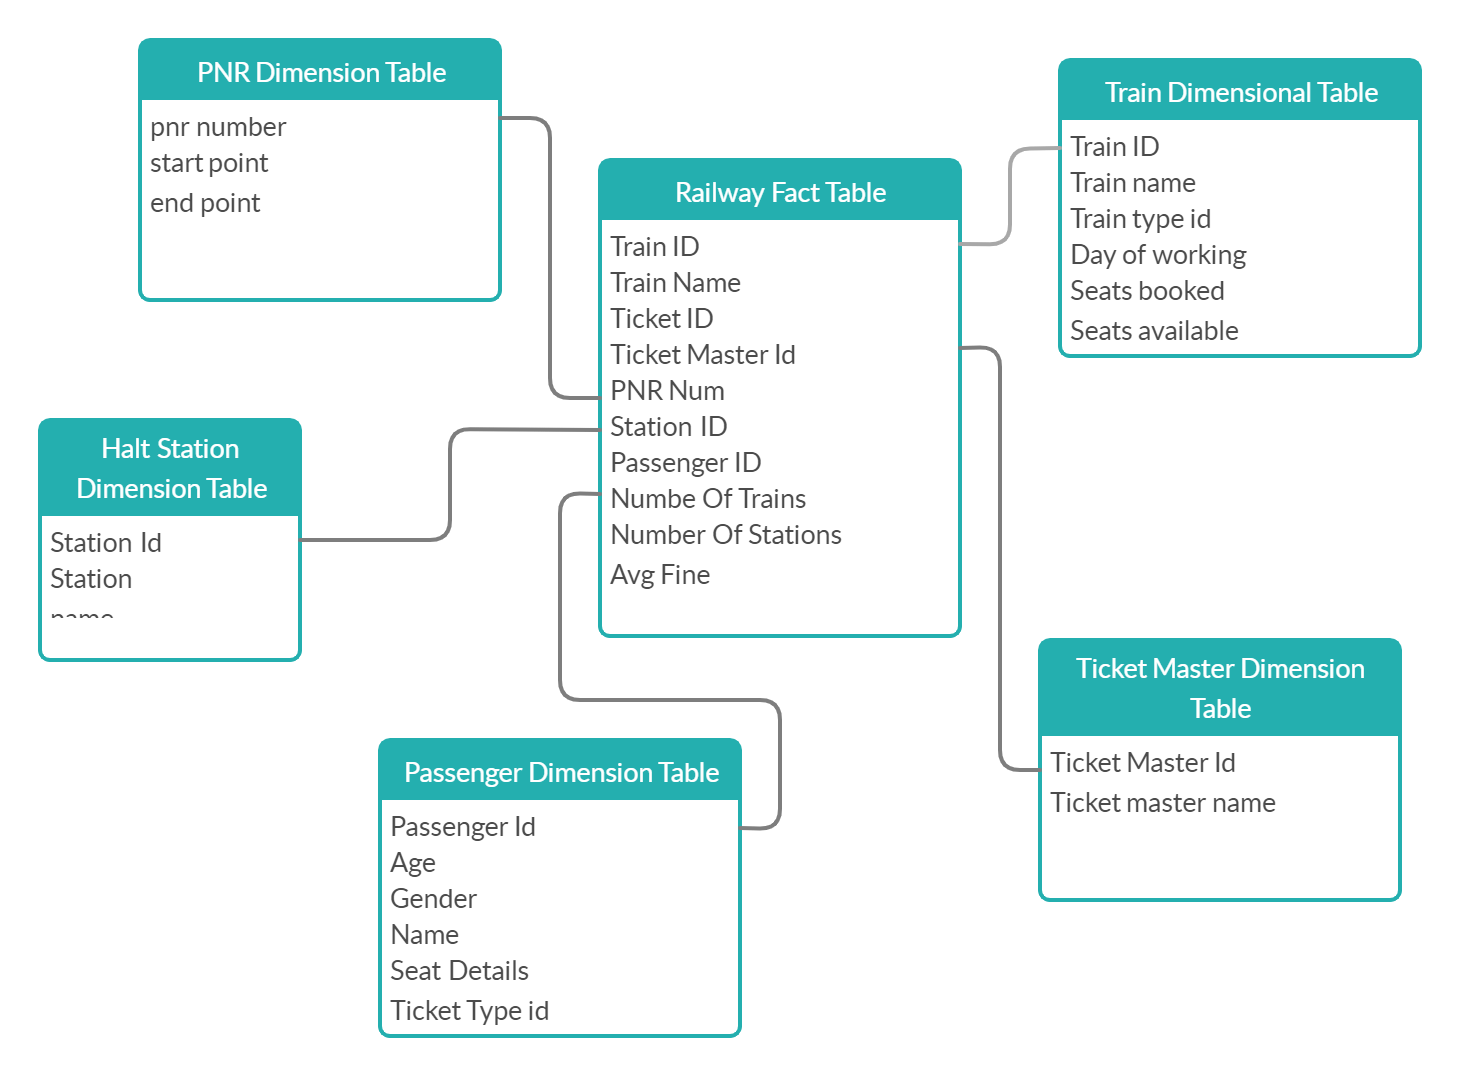 PNR Dimension Table
pnr number
start point
end point
Train Dimensional Table
Train ID
Train name
Train type id
Day of working
Seats booked
Seats available
Railway Fact Table
Train ID
Train Name
Ticket ID
Ticket Master Id
PNR Num
Station ID
Passenger ID
Numbe Of Trains
Number Of Stations
Avg Fine
Halt Station
Dimension Table
Station Id
Station
name
Ticket Master Dimension
Table
Ticket Master Id
Ticket master name
Passenger Dimension Table
Passenger Id
Age
Gender
Name
Seat Details
Ticket Type id